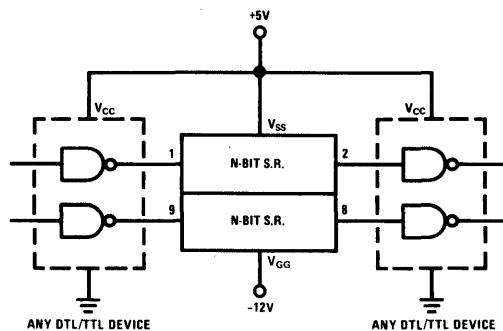 +5V
VCC
VSS
VCC
1
N-BIT S.R.
2
9
N-BIT S.R.
8
VGG
-12V
ANY DTL/TTL DEVICE
ANY DTL/TTL DEVICE